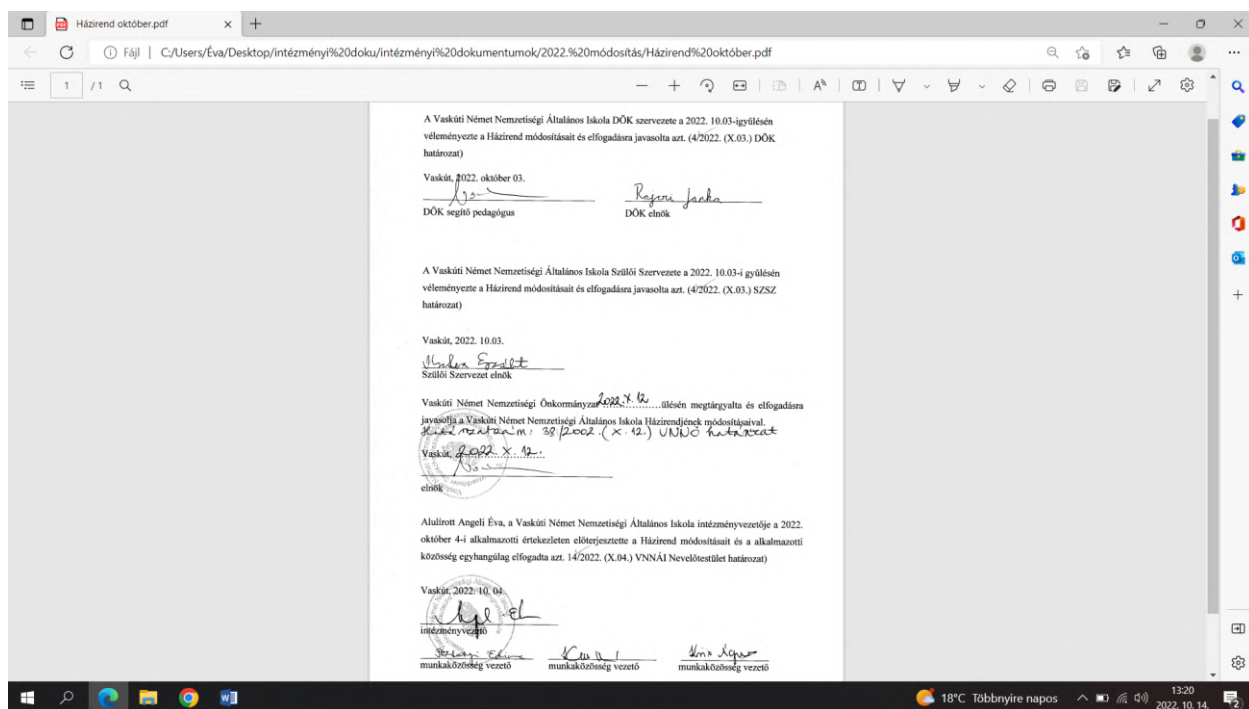 Házirend október.pdf
Fájl | C:/Users/Éva/Desktop/intézményi%20doku/intézményi%20dokumentumok/2022.%20módosítás/Házirend%20október.pdf
1 /1
A Vaskúti Német Nemzetiségi Általános Iskola DÖK szervezete a 2022. 10.03-igyűlésén
véleményezte a Házirend módosításait és elfogadásra javasolta azt. (4/2022. (X.03.) DÖK
határozat)
Vaskút, 2022. október 03.
DÖK segítő pedagógus DÖK elnök
A Vaskúti Német Nemzetiségi Általános Iskola Szülői Szervezete a 2022. 10.03-i gyűlésén
véleményezte a Házirend módosításait és elfogadásra javasolta azt. (4/2022. (X.03.) SZSZ
határozat)
Vaskút, 2022. 10.03.
Szülői Szervezet elnök
Vaskúti Német Nemzetiségi Önkormányzat 2022.X.12 ülésén megtárgyalta és elfogadásra
javasolja a Vaskúti Német Nemzetiségi Általános Iskola Házirendjének módosításaival.
Határozatszám: 38/2002.(X.12.) VNNÖ határozat
Vaskút, 2022.X.12.
elnök
Alulírott Angeli Éva, a Vaskúti Német Nemzetiségi Általános Iskola intézményvezetője a 2022.
október 4-i alkalmazotti értekezleten előterjesztette a Házirend módosításait és a alkalmazotti
közösség egyhangúlag elfogadta azt. 14/2022. (X.04.) VNNÁI Nevelőtestület határozat)
Vaskút, 2022. 10. 04.
intézményvezető
munkaközösség vezető munkaközösség vezető munkaközösség vezető
18°C Többnyire napos 13:20
2022. 10. 14.